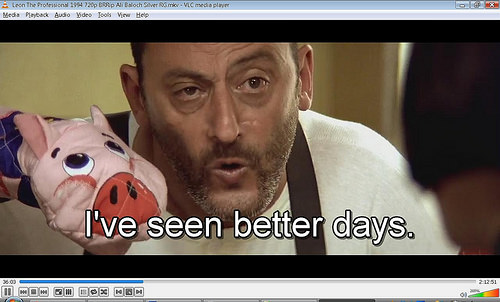 Leon The Professional 1994 720p BRRip Ali Baloch Silver RG.mkv - VLC media player
Media Playback Audio Video Tools View Help
I've seen better days.
36:03 2:12:51